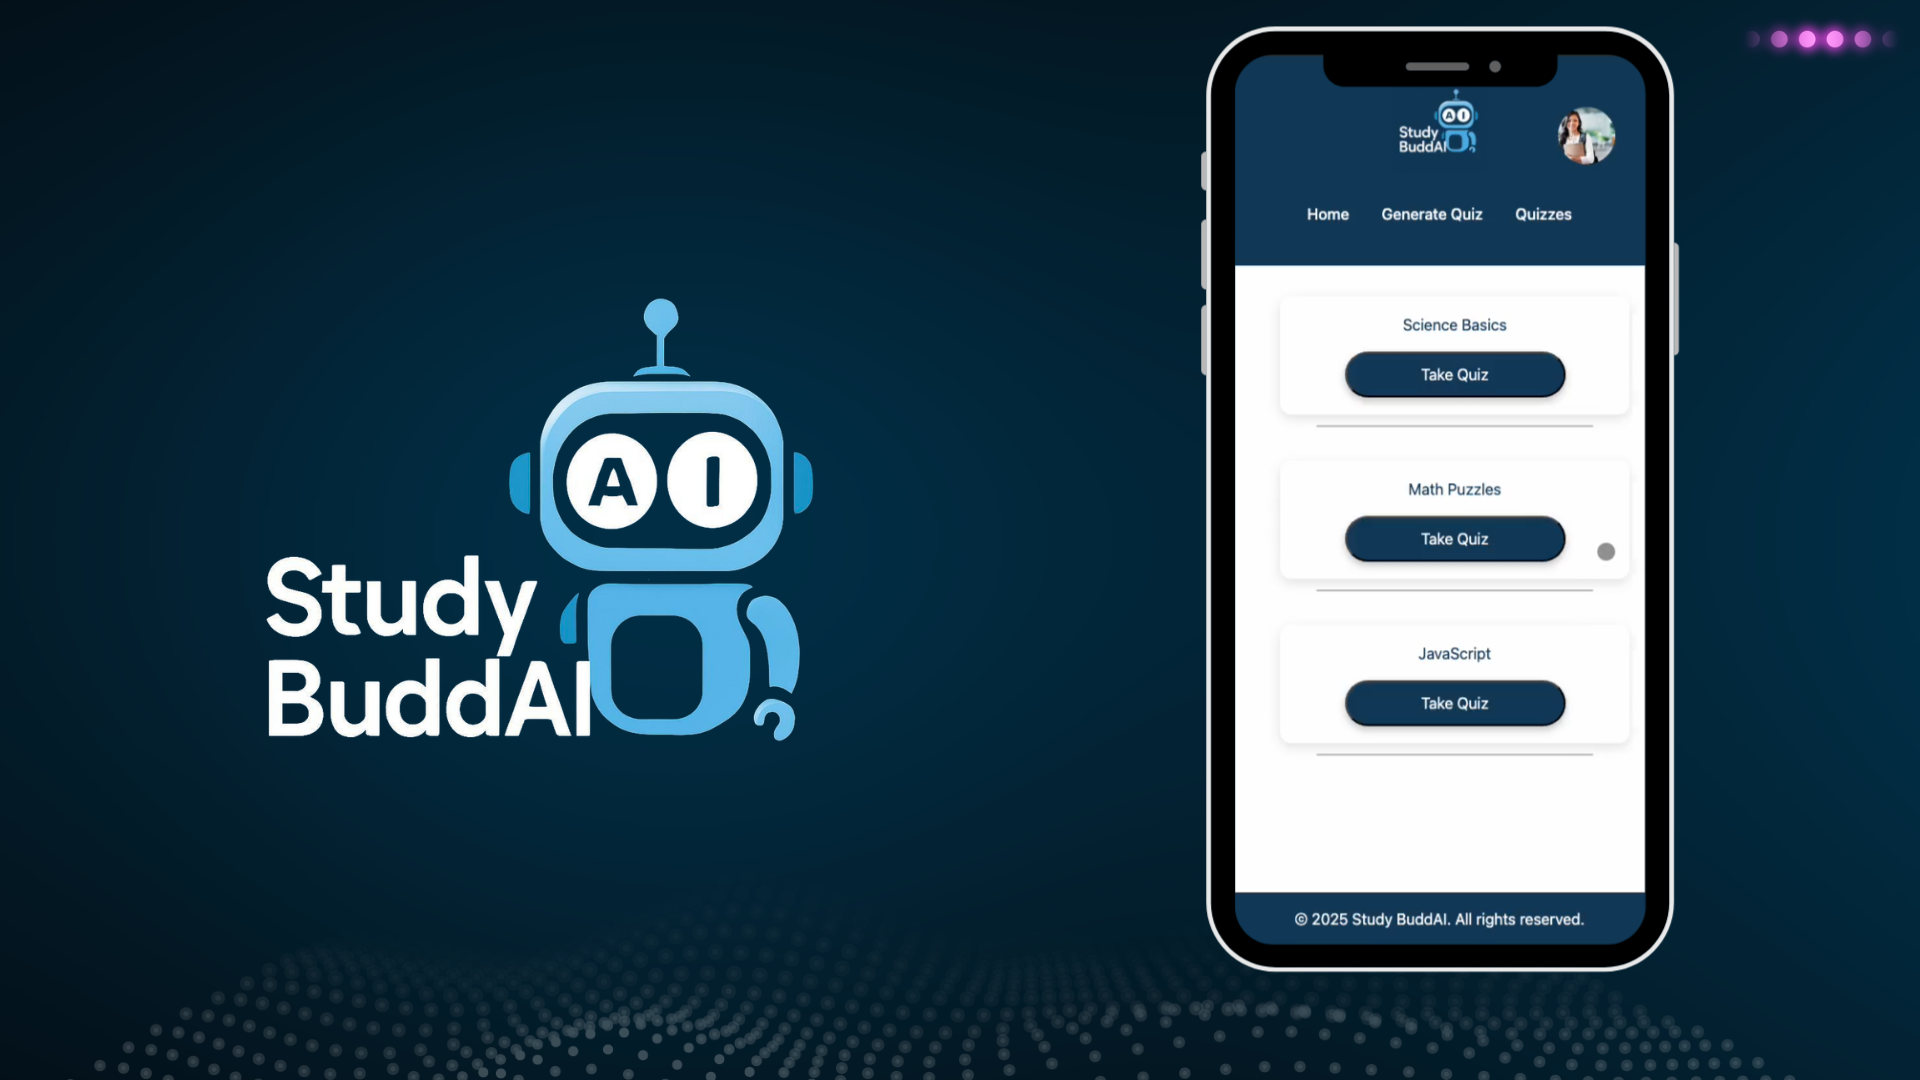 AI
Study
BuddAI
AI
Study
BuddAI
Home Generate Quiz Quizzes
Science Basics
Take Quiz
Math Puzzles
Take Quiz
JavaScript
Take Quiz
© 2025 Study BuddAI. All rights reserved.